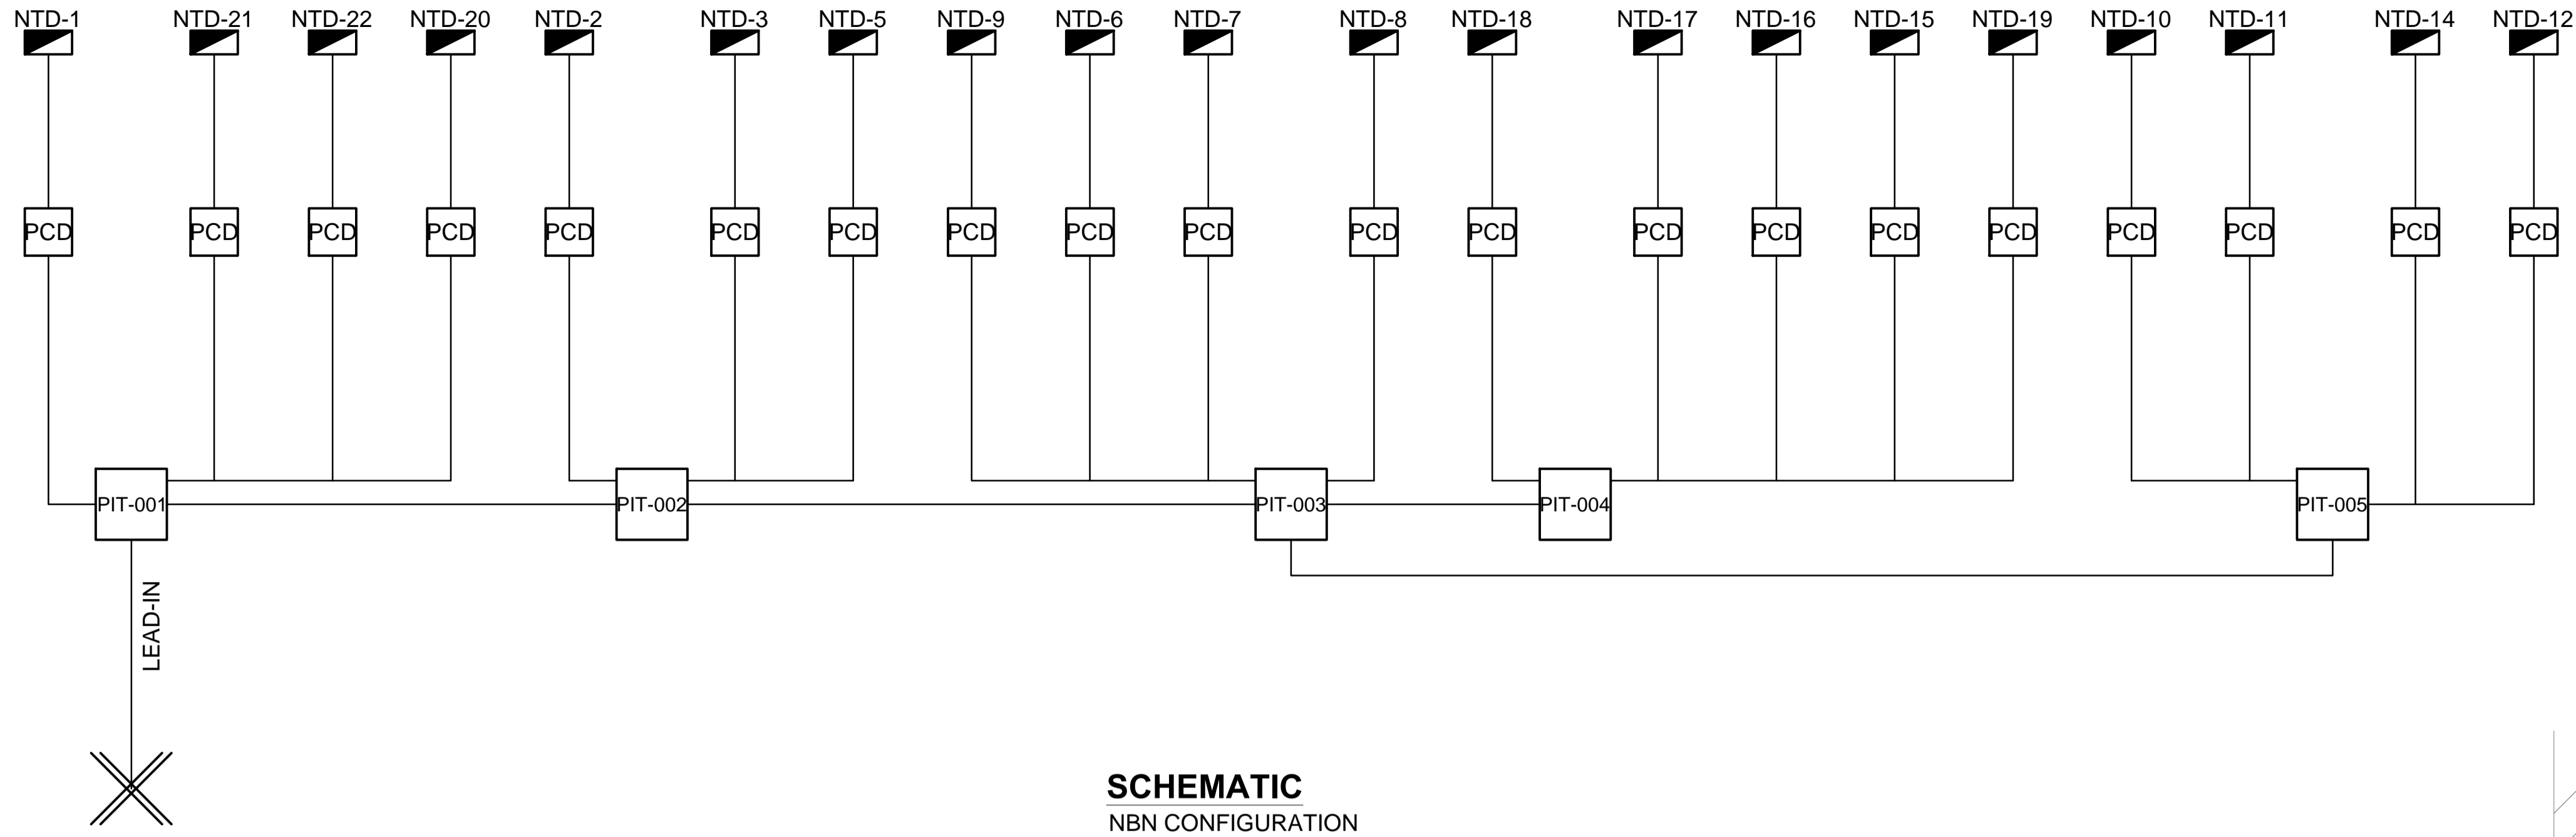 NTD-1 NTD-21 NTD-22 NTD-20 NTD-2 NTD-3 NTD-5 NTD-9 NTD-6 NTD-7 NTD-8 NTD-18 NTD-17 NTD-16 NTD-15 NTD-19 NTD-10 NTD-11 NTD-14 NTD-12
PCD PCD PCD PCD PCD PCD PCD PCD PCD PCD PCD PCD PCD PCD PCD PCD PCD PCD PCD PCD
PIT-001 PIT-002 PIT-003 PIT-004 PIT-005
LEAD-IN
SCHEMATIC
NBN CONFIGURATION